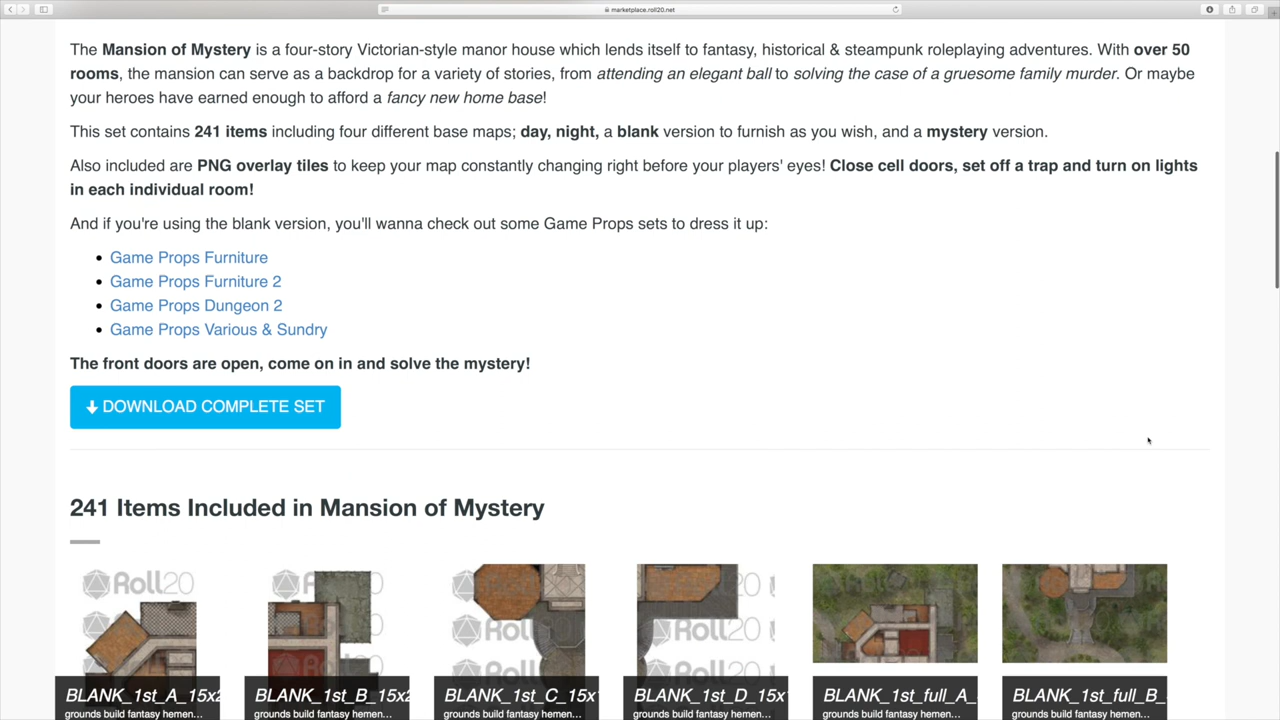 marketplace.roll20.net
The Mansion of Mystery is a four-story Victorian-style manor house which lends itself to fantasy, historical & steampunk roleplaying adventures. With over 50
rooms, the mansion can serve as a backdrop for a variety of stories, from attending an elegant ball to solving the case of a gruesome family murder. Or maybe
your heroes have earned enough to afford a fancy new home base!
This set contains 241 items including four different base maps; day, night, a blank version to furnish as you wish, and a mystery version.
Also included are PNG overlay tiles to keep your map constantly changing right before your players' eyes! Close cell doors, set off a trap and turn on lights
in each individual room!
And if you're using the blank version, you'll wanna check out some Game Props sets to dress it up:
Game Props Furniture
Game Props Furniture 2
Game Props Dungeon 2
Game Props Various & Sundry
The front doors are open, come on in and solve the mystery!
DOWNLOAD COMPLETE SET
241 Items Included in Mansion of Mystery
Roll20
Roll20
Roll20
BLANK_1st_A_15x2 BLANK_1st_B_15x2 BLANK_1st_C_15x1 BLANK_1st_D_15x1 BLANK_1st_full_A_ BLANK_1st_full_B_
grounds build fantasy hemen... grounds build fantasy hemen... grounds build fantasy hemen... grounds build fantasy hemen... grounds build fantasy hemen... grounds build fantasy hemen...